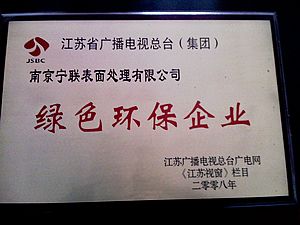 江苏省广播电视总台（集团）
JSBC
南京宁联表面处理有限公司
绿色环保企业
江苏广播电视总台广电网
《江苏视窗》栏目
二零零八年